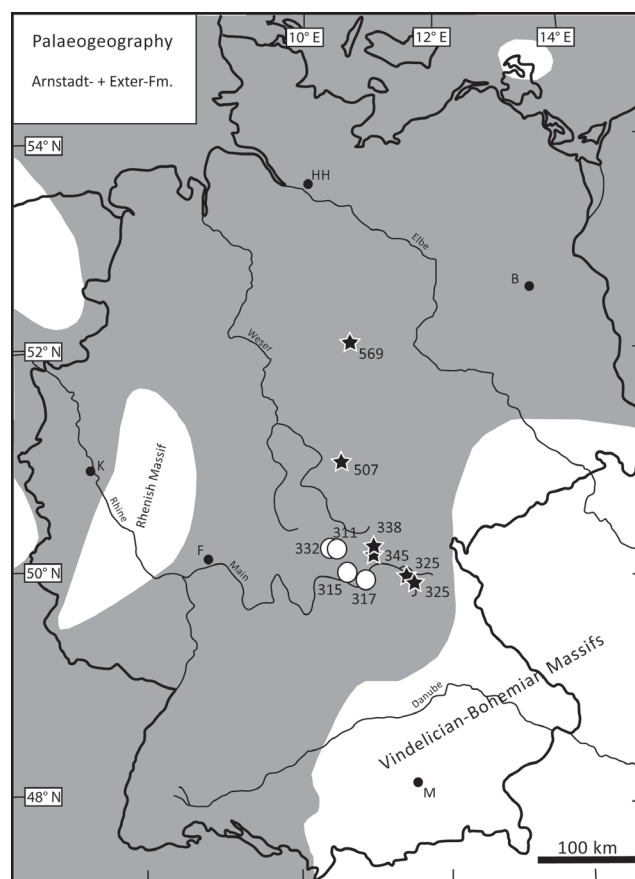 Palaeogeography
Arnstadt- + Exter-Fm.
10° E
12° E
14° E
54° N
HH
Elbe
B
Weser
52° N
569
Rhenish Massif
K
507
Rhine
338
311
332
345
F
325
50° N
Main
315
317
325
Danube
Vindelician-Bohemian Massifs
48° N
M
100 km